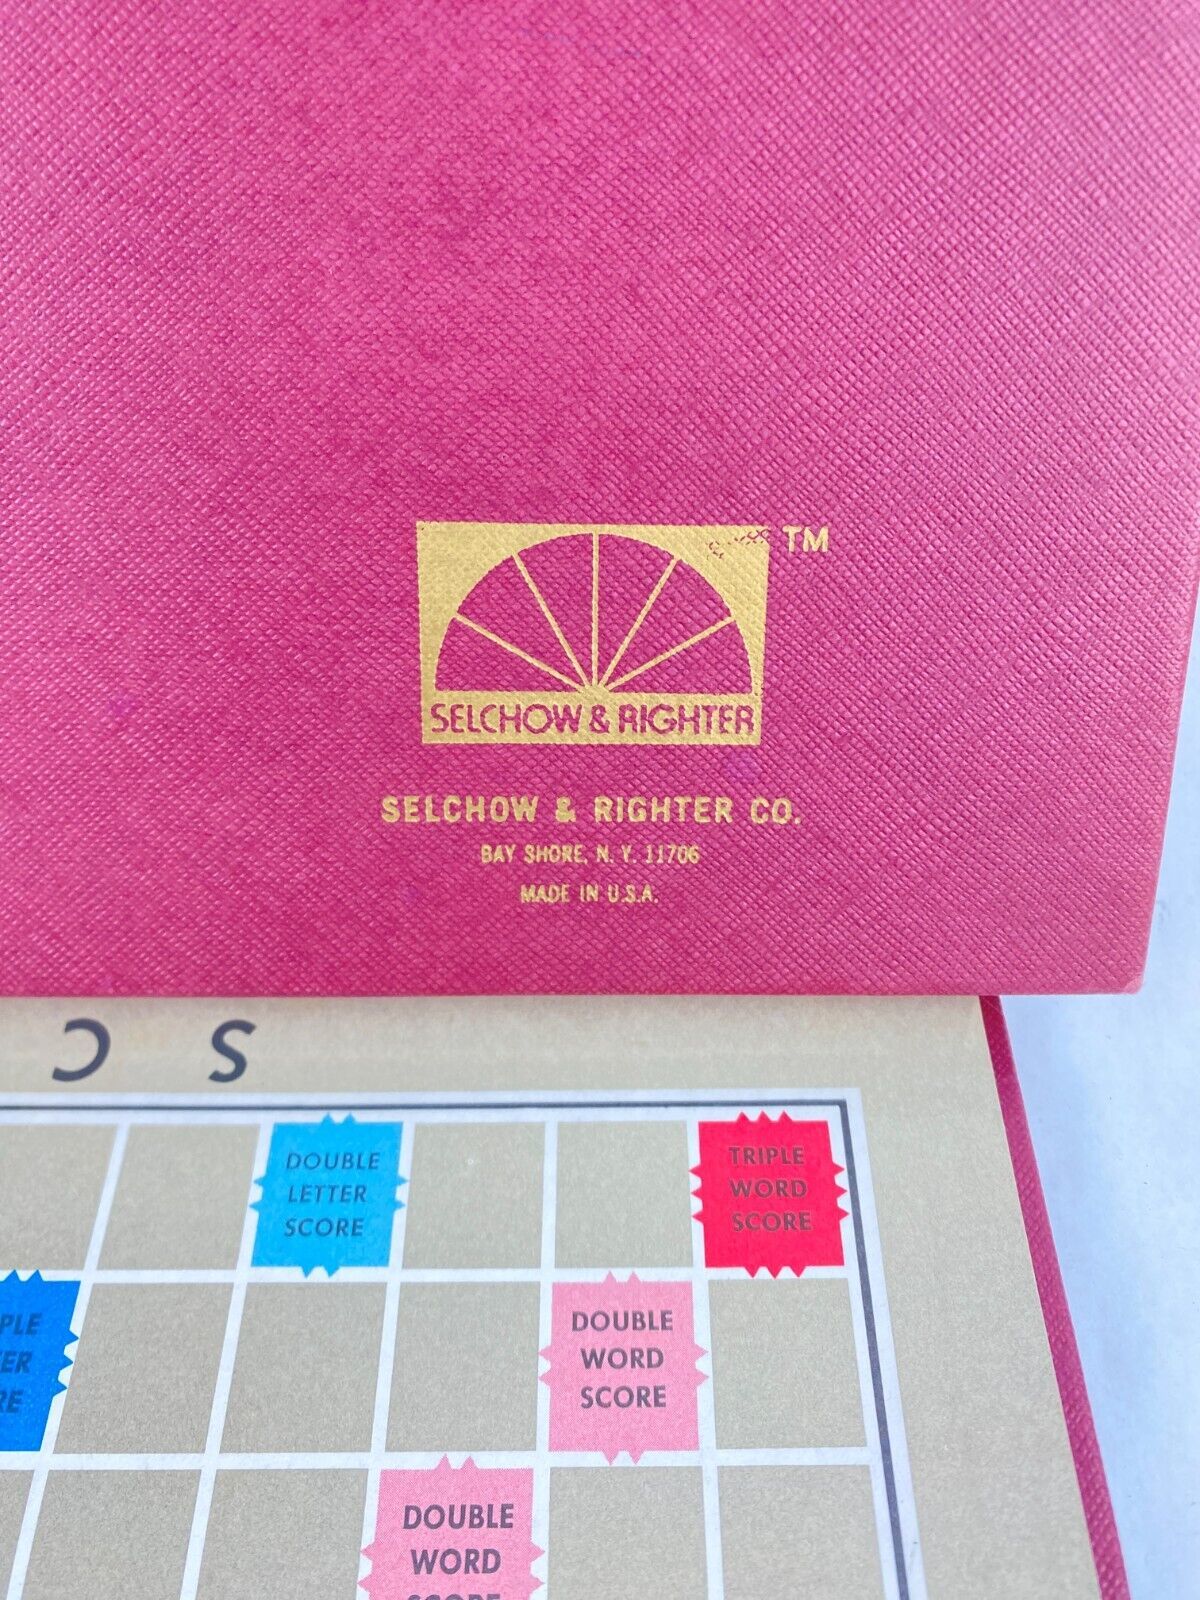 TM
SELCHOW & RIGHTER
SELCHOW & RIGHTER CO.
BAY SHORE, N. Y. 11706
MADE IN U.S.A.
C S
DOUBLE
LETTER
SCORE
TRIPLE
WORD
SCORE
DOUBLE
WORD
SCORE
DOUBLE
WORD